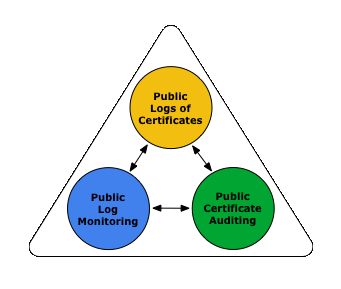 Public
Logs of
Certificates
Public
Log
Monitoring
Public
Certificate
Auditing